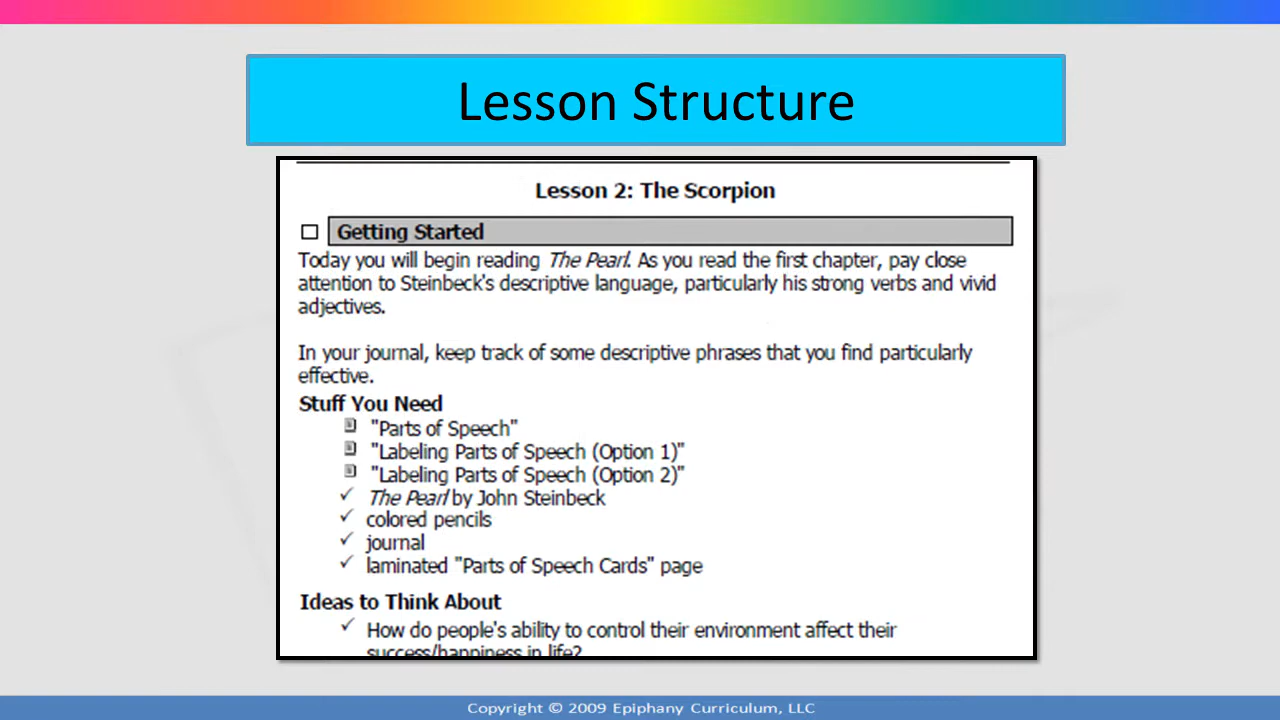 Lesson Structure
Lesson 2: The Scorpion
Getting Started
Today you will begin reading The Pearl. As you read the first chapter, pay close
attention to Steinbeck's descriptive language, particularly his strong verbs and vivid
adjectives.
In your journal, keep track of some descriptive phrases that you find particularly
effective.
Stuff You Need
"Parts of Speech"
"Labeling Parts of Speech (Option 1)"
"Labeling Parts of Speech (Option 2)"
The Pearl by John Steinbeck
colored pencils
journal
laminated "Parts of Speech Cards" page
Ideas to Think About
How do people's ability to control their environment affect their
success/happiness in life?
Copyright © 2009 Epiphany Curriculum, LLC